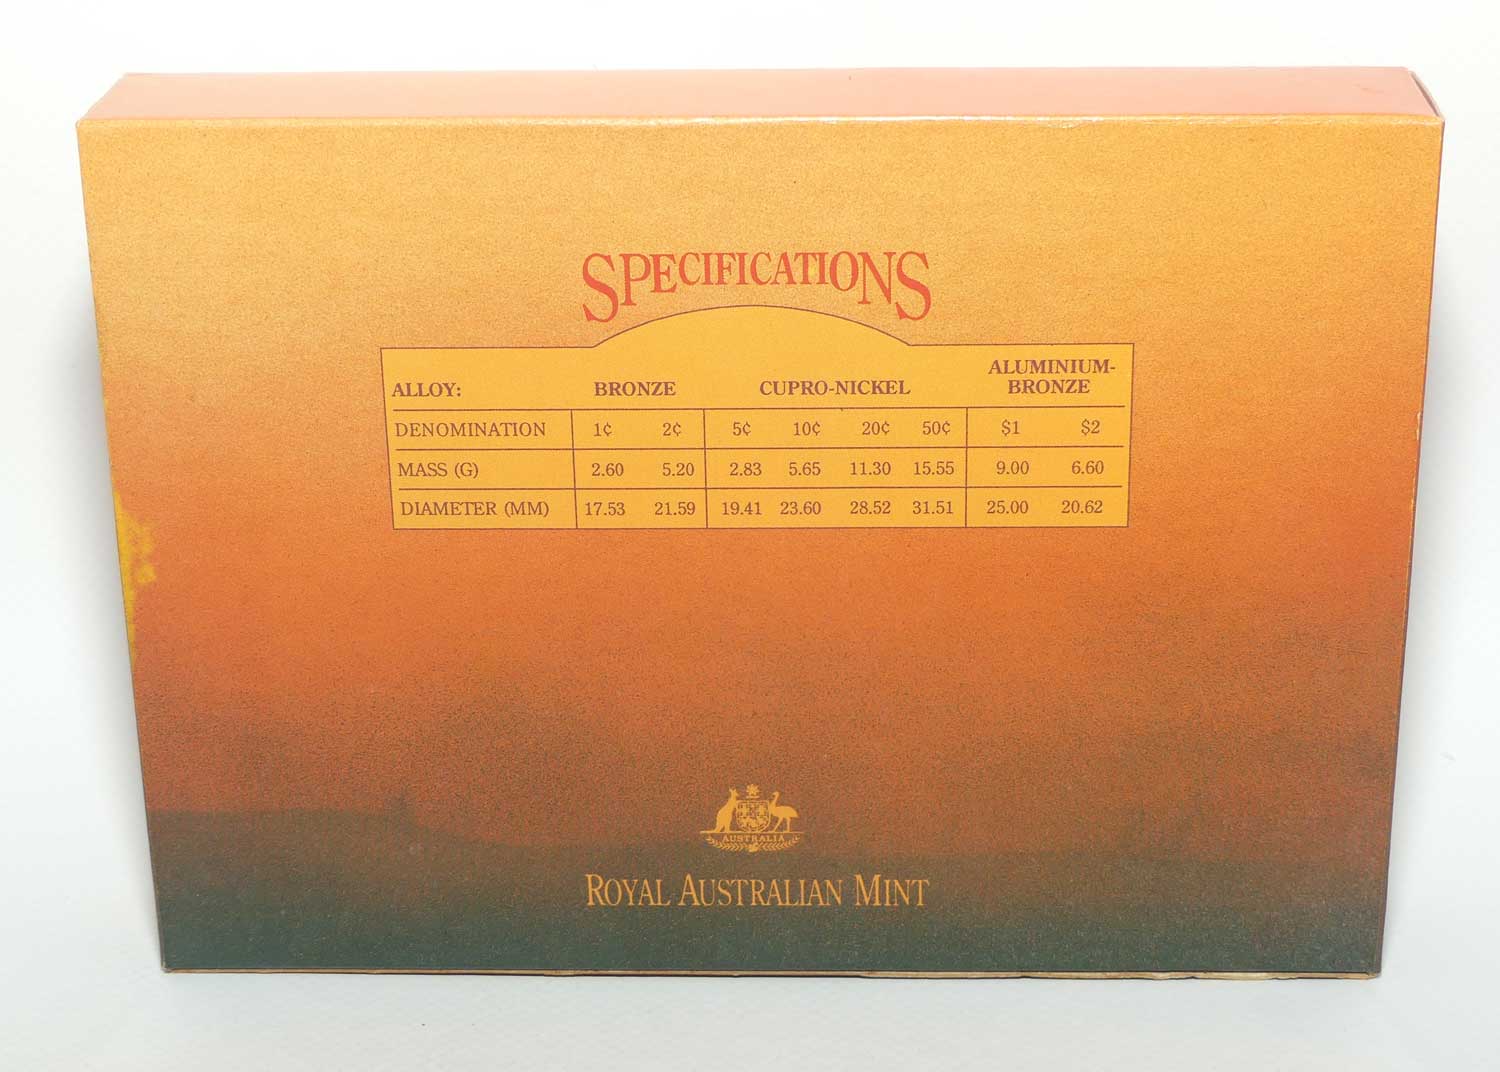 SPECIFICATIONS
ALLOY: BRONZE CUPRO-NICKEL ALUMINIUM-
BRONZE
DENOMINATION 1¢ 2¢ 5¢ 10¢ 20¢ 50¢ $1 $2
MASS (G) 2.60 5.20 2.83 5.65 11.30 15.55 9.00 6.60
DIAMETER (MM) 17.53 21.59 19.41 23.60 28.52 31.51 25.00 20.62
AUSTRALIA
ROYAL AUSTRALIAN MINT